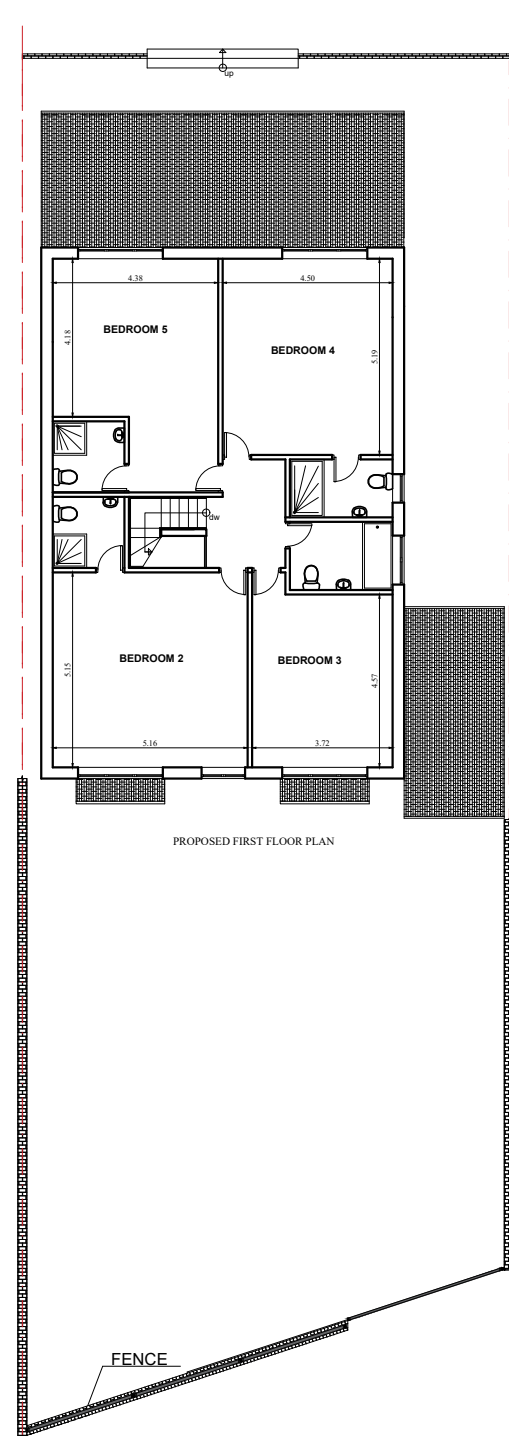 up
4.38
4.50
BEDROOM 5
4.18
BEDROOM 4
5.19
dw
BEDROOM 2
BEDROOM 3
5.15
4.57
5.16
3.72
PROPOSED FIRST FLOOR PLAN
FENCE